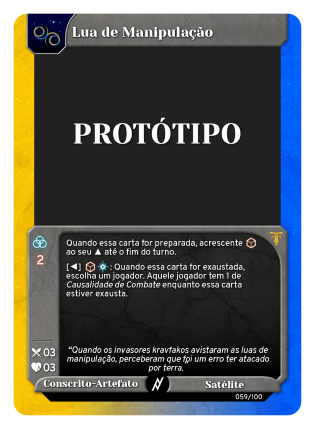 Lua de Manipulação
PROTÓTIPO
2
Quando essa carta for preparada, acrescente
ao seu ▲ até o fim do turno.
[◄] : Quando essa carta for exaustada,
escolha um jogador. Aquele jogador tem 1 de
Causalidade de Combate enquanto essa carta
estiver exausta.
"Quando os invasores kravfakos avistaram as luas de
manipulação, perceberam que foi um erro ter atacado
por terra.
03
03
Conscrito-Artefato
Satélite
059/100